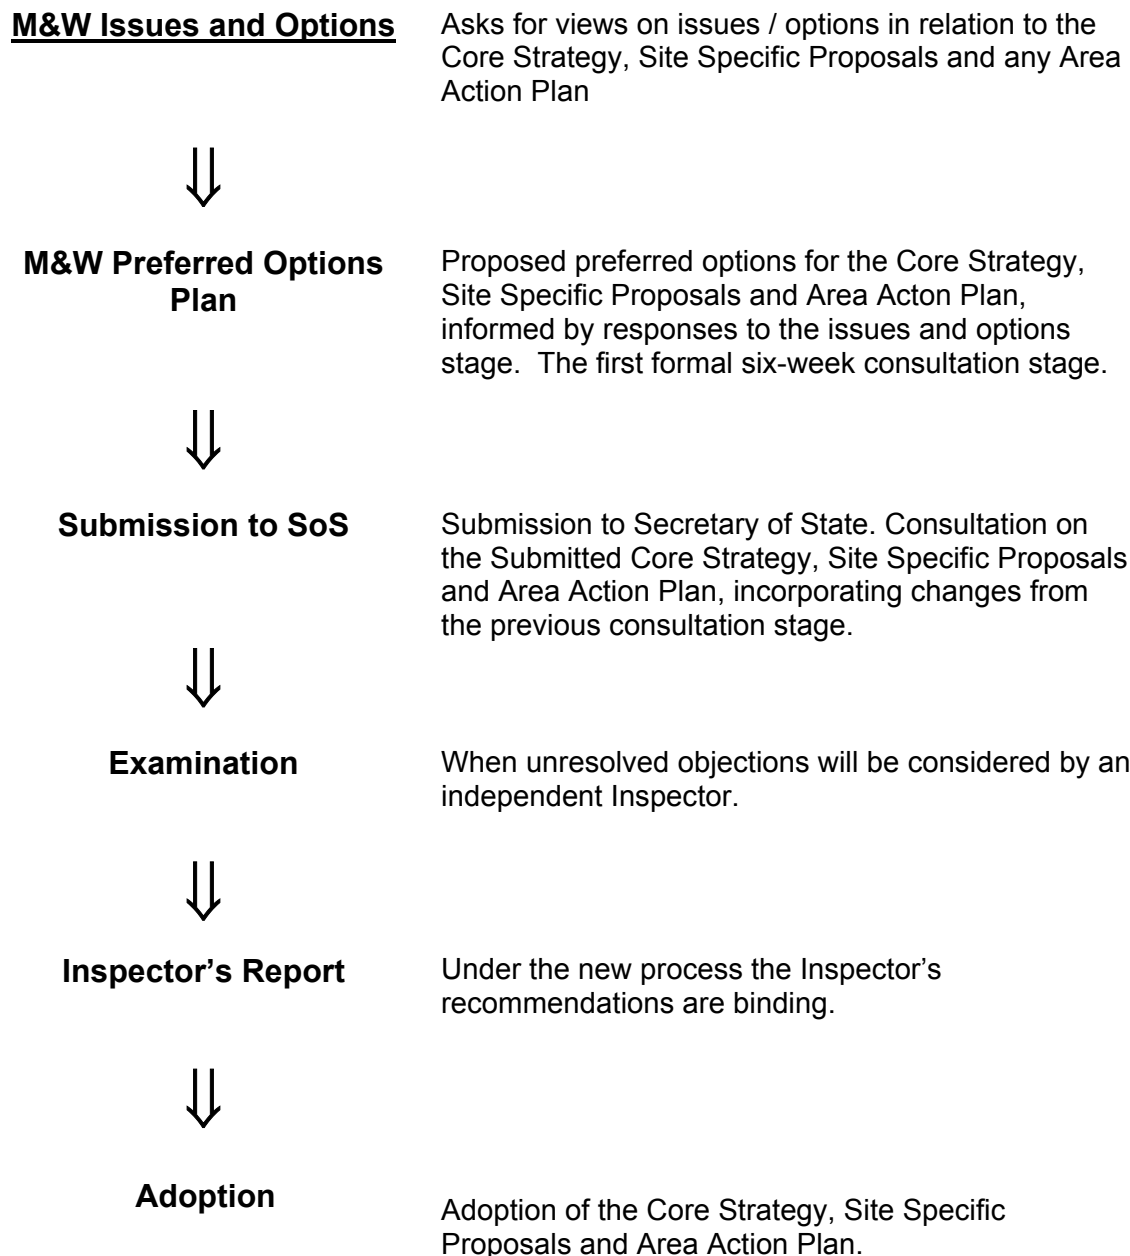 M&W Issues and Options
Asks for views on issues / options in relation to the
Core Strategy, Site Specific Proposals and any Area
Action Plan
⇓
M&W Preferred Options
Plan
Proposed preferred options for the Core Strategy,
Site Specific Proposals and Area Acton Plan,
informed by responses to the issues and options
stage.  The first formal six-week consultation stage.
⇓
Submission to SoS
Submission to Secretary of State. Consultation on
the Submitted Core Strategy, Site Specific Proposals
and Area Action Plan, incorporating changes from
the previous consultation stage.
⇓
Examination
When unresolved objections will be considered by an
independent Inspector.
⇓
Inspector’s Report
Under the new process the Inspector’s
recommendations are binding.
⇓
Adoption
Adoption of the Core Strategy, Site Specific
Proposals and Area Action Plan.